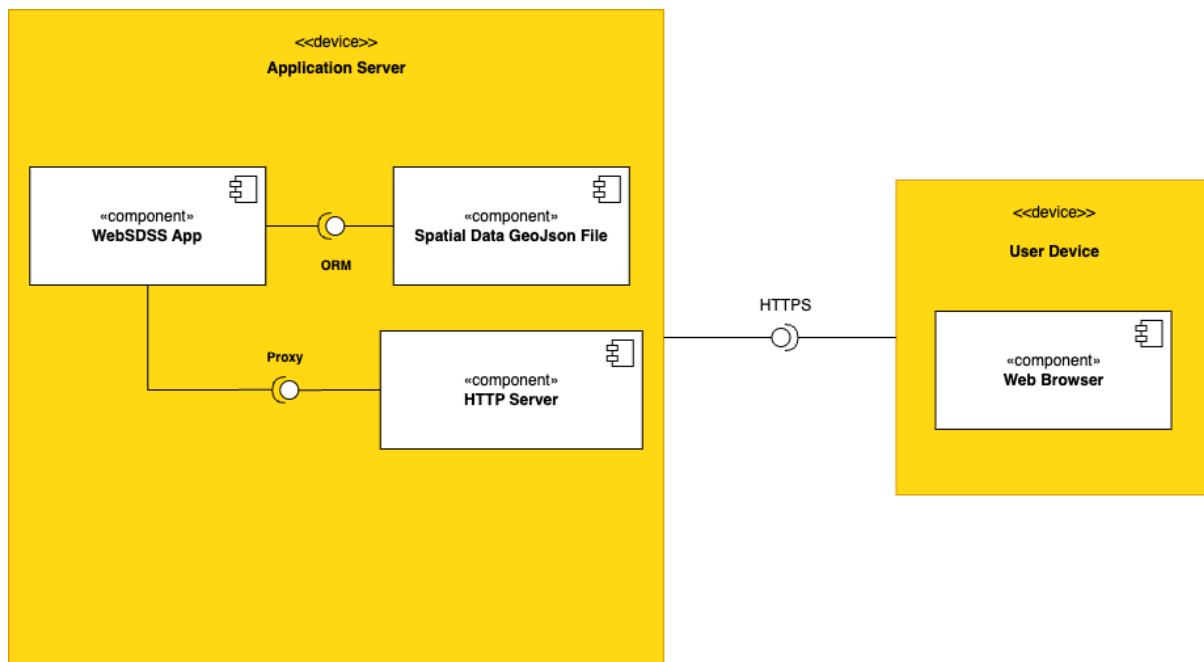 <<device>>
Application Server
«component»
WebSDSS App
«component»
Spatial Data GeoJson File
ORM
Proxy
«component»
HTTP Server
HTTPS
<<device>>
User Device
«component»
Web Browser